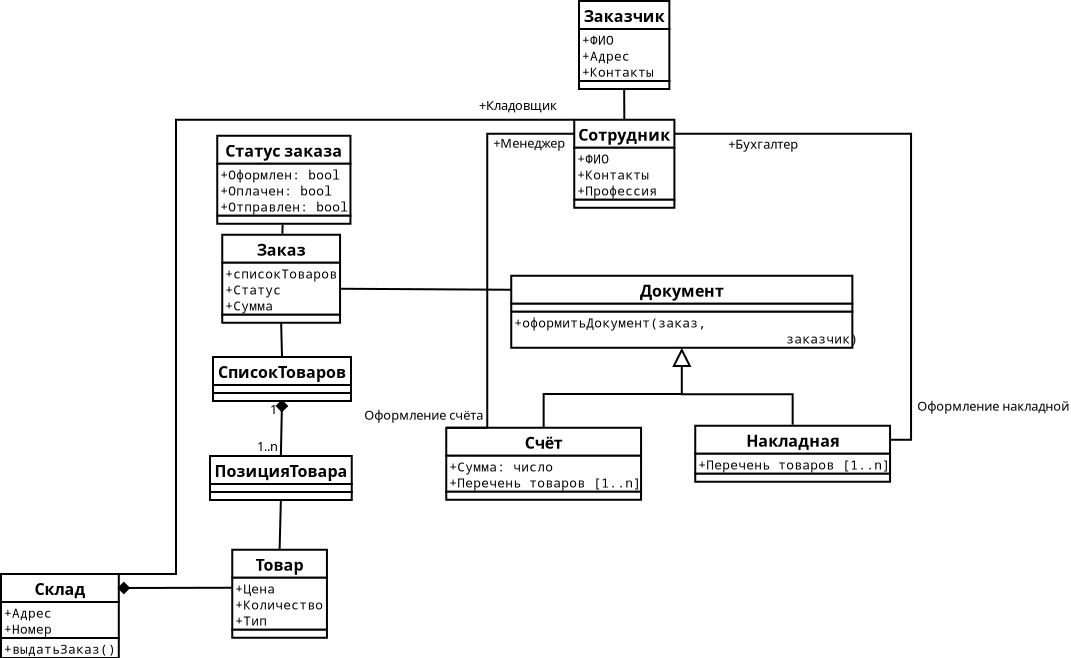 Заказчик
+ФИО
+Адрес
+Контакты
+Кладовщик
+Менеджер
Сотрудник
+ФИО
+Контакты
+Профессия
+Бухгалтер
Статус заказа
+Оформлен: bool
+Оплачен: bool
+Отправлен: bool
Заказ
+списокТоваров
+Статус
+Сумма
Документ
+оформитьДокумент(заказ,
заказчик)
СписокТоваров
1
1..n
ПозицияТовара
Оформление счёта
Оформление накладной
Счёт
+Сумма: число
+Перечень товаров [1..n]
Накладная
+Перечень товаров [1..n]
Товар
+Цена
+Количество
+Тип
Склад
+Адрес
+Номер
+выдатьЗаказ()